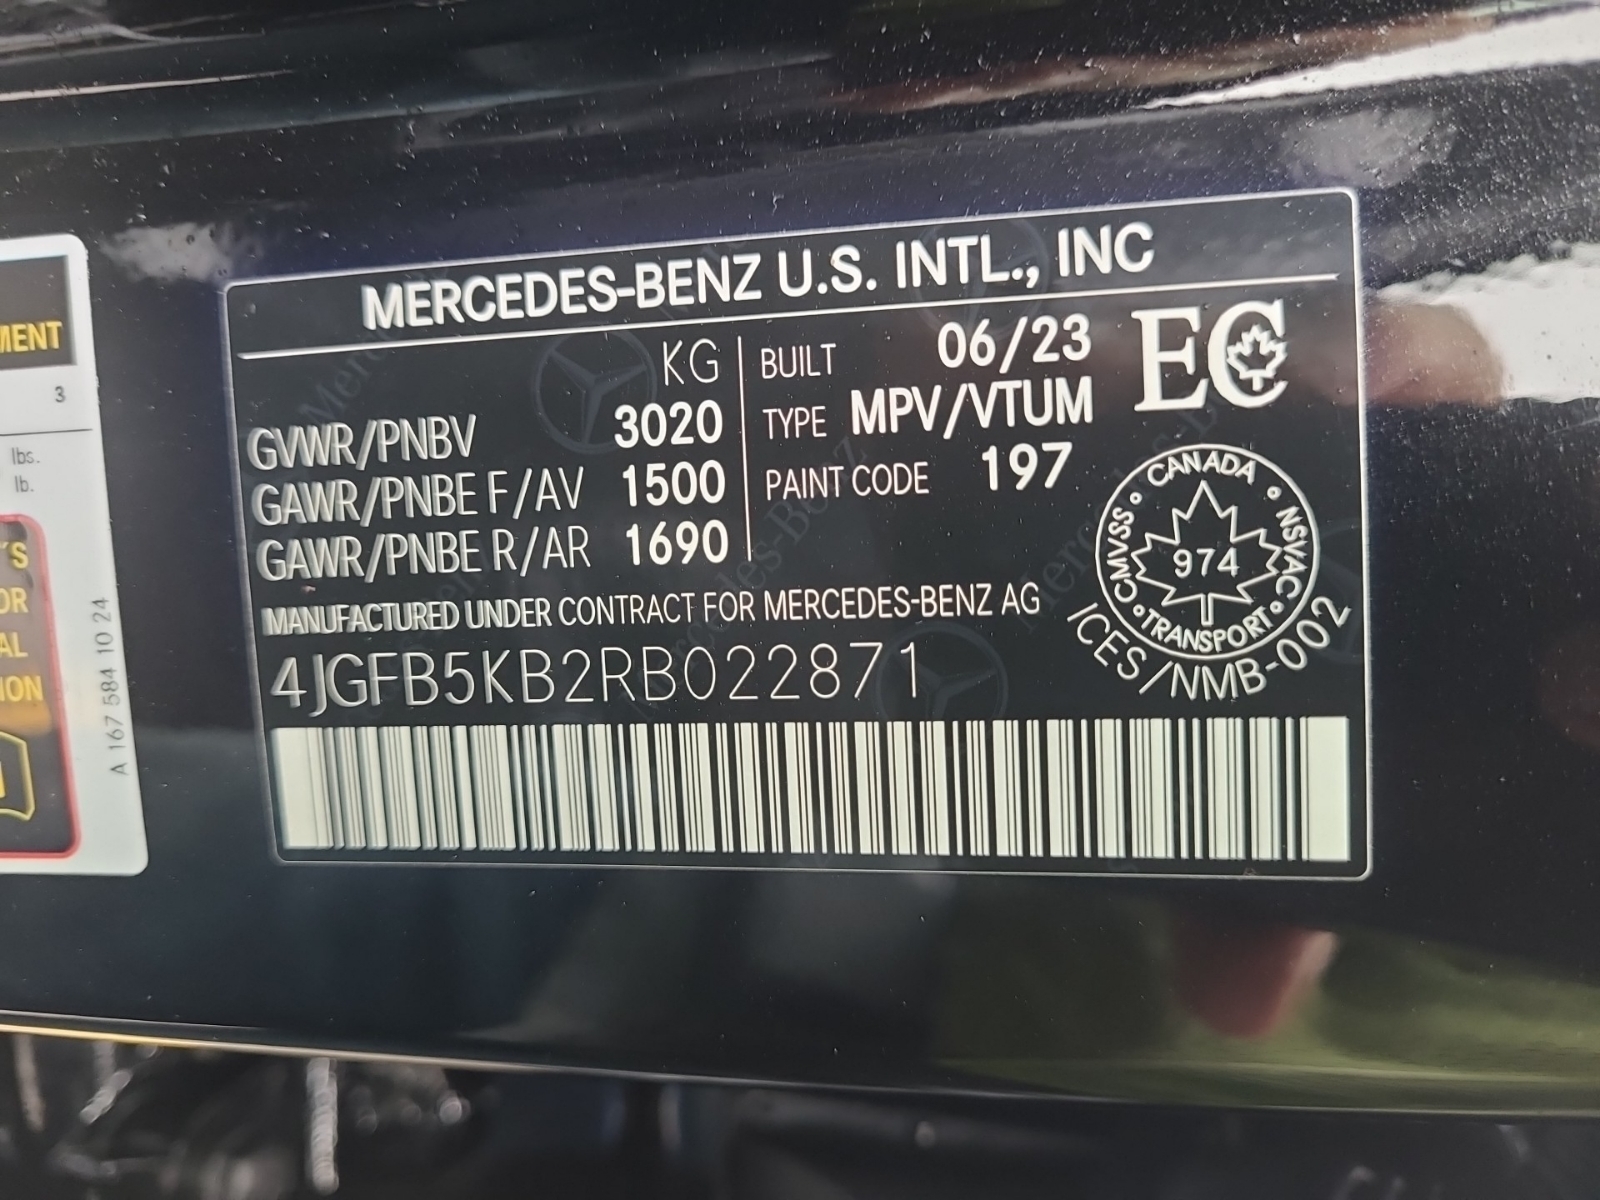 MERCEDES-BENZ U.S. INTL., INC
KG
GVWR/PNBV 3020
GAWR/PNBE F/AV 1500
GAWR/PNBE R/AR 1690
BUILT 06/23
TYPE MPV/VTUM
PAINT CODE 197
EC
CANADA
CMVSS • NSVAC
974
TRANSPORT
ICES/NMB-002
MANUFACTURED UNDER CONTRACT FOR MERCEDES-BENZ AG
4JGFB5KB2RB022871
3
lbs.
lb.
A 167 584 10 24